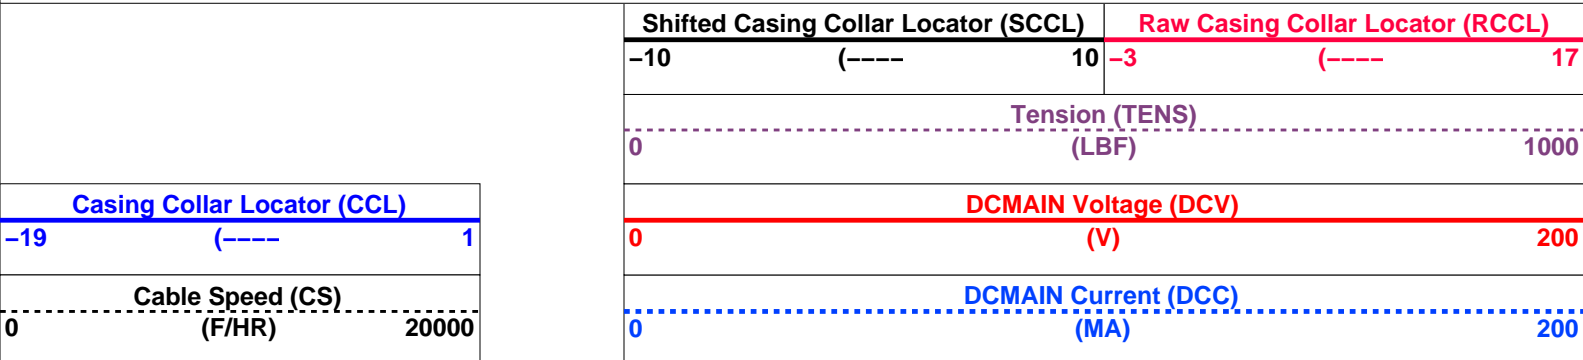 Shifted Casing Collar Locator (SCCL) Raw Casing Collar Locator (RCCL)
−10 (−−−− 10 −3 (−−−− 17
Tension (TENS)
0 (LBF) 1000
Casing Collar Locator (CCL) DCMAIN Voltage (DCV)
−19 (−−−− 1 0 (V) 200
Cable Speed (CS) DCMAIN Current (DCC)
0 (F/HR) 20000 0 (MA) 200